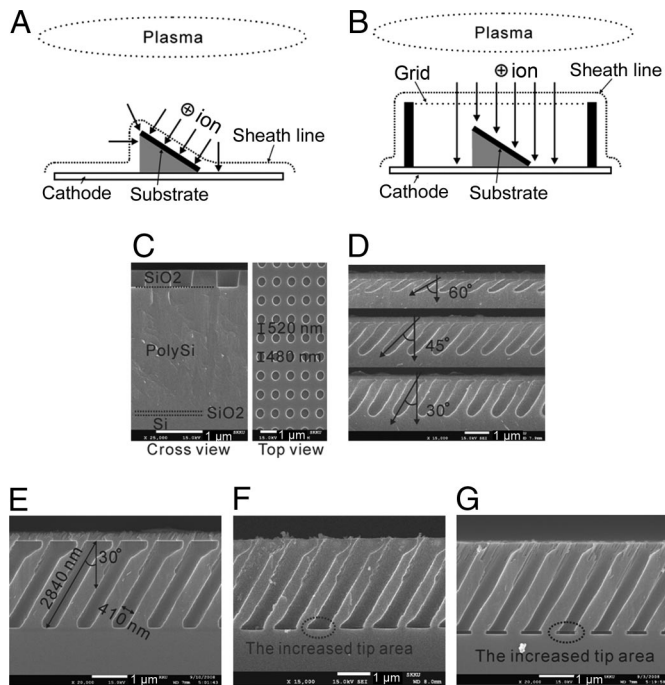 A
Plasma
⊕ ion
Sheath line
Cathode
Substrate
B
Plasma
Grid
⊕ ion
Sheath line
Cathode
Substrate
C
SiO2
PolySi
SiO2
Si
1 μm
Cross view
520 nm
480 nm
1 μm
Top view
D
60°
45°
30°
1 μm
E
2840 nm
30°
410 nm
1 μm
F
The increased tip area
1 μm
G
The increased tip area
1 μm